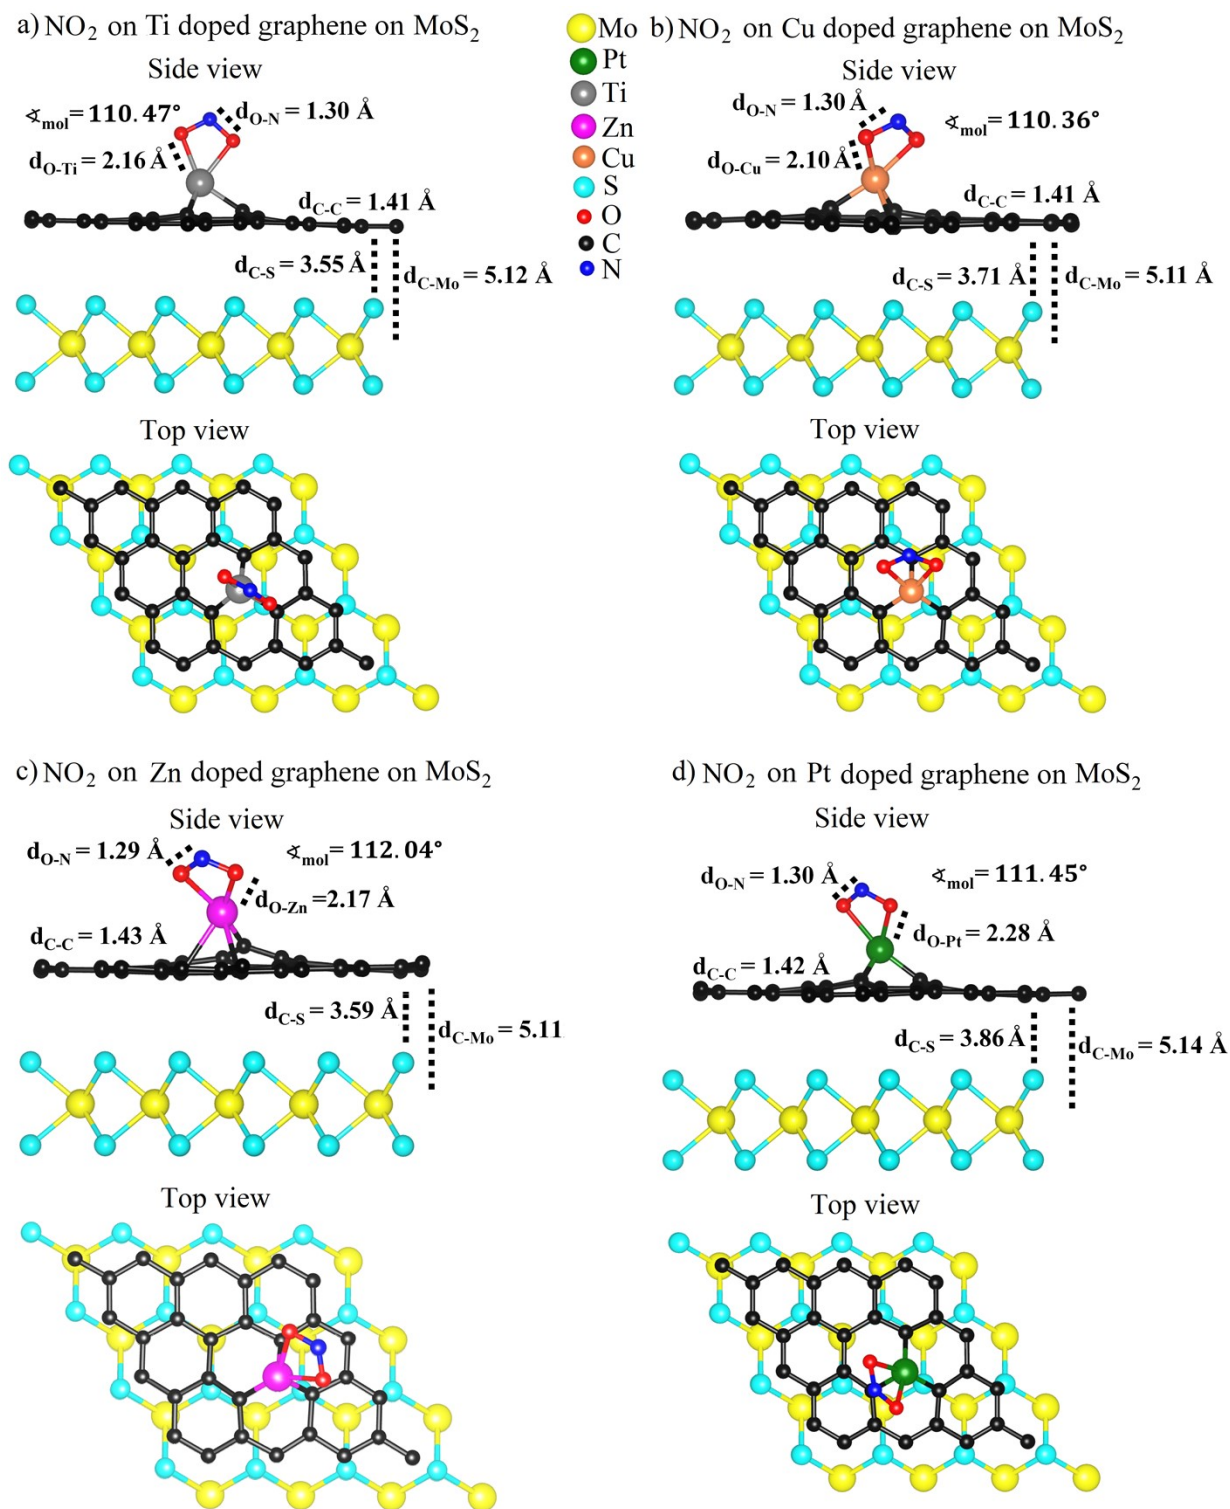 a) NO₂ on Ti doped graphene on MoS₂
Side view
∢mol= 110.47°
dO-N = 1.30 Å
dO-Ti = 2.16 Å
dC-C = 1.41 Å
dC-S = 3.55 Å
dC-Mo = 5.12 Å
Top view
Mo
Pt
Ti
Zn
Cu
S
O
C
N
b) NO₂ on Cu doped graphene on MoS₂
Side view
dO-N = 1.30 Å
∢mol= 110.36°
dO-Cu = 2.10 Å
dC-C = 1.41 Å
dC-S = 3.71 Å
dC-Mo = 5.11 Å
Top view
c) NO₂ on Zn doped graphene on MoS₂
Side view
dO-N = 1.29 Å
∢mol= 112.04°
dO-Zn =2.17 Å
dC-C = 1.43 Å
dC-S = 3.59 Å
dC-Mo = 5.11
Top view
d) NO₂ on Pt doped graphene on MoS₂
Side view
dO-N = 1.30 Å
∢mol= 111.45°
dO-Pt = 2.28 Å
dC-C = 1.42 Å
dC-S = 3.86 Å
dC-Mo = 5.14 Å
Top view